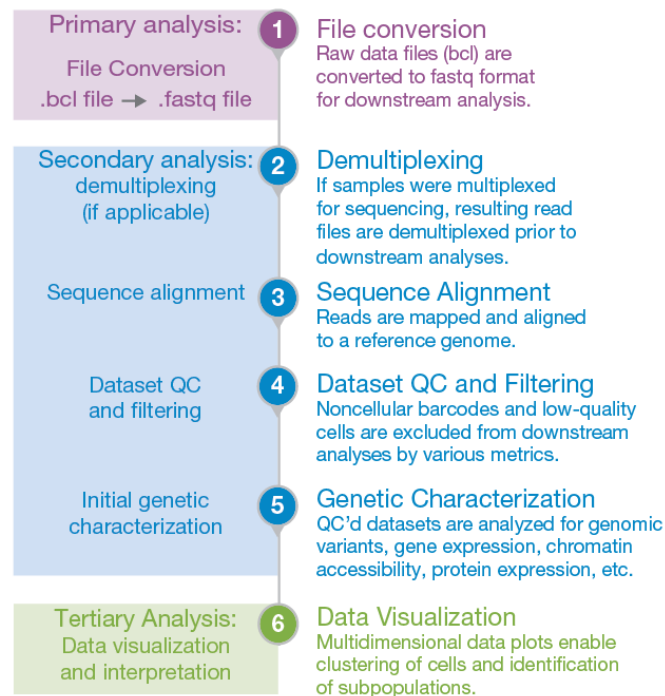 Primary analysis:
File Conversion
.bcl file → .fastq file
1
File conversion
Raw data files (bcl) are
converted to fastq format
for downstream analysis.
Secondary analysis:
demultiplexing
(if applicable)
2
Demultiplexing
If samples were multiplexed
for sequencing, resulting read
files are demultiplexed prior to
downstream analyses.
Sequence alignment
3
Sequence Alignment
Reads are mapped and aligned
to a reference genome.
Dataset QC
and filtering
4
Dataset QC and Filtering
Noncellular barcodes and low-quality
cells are excluded from downstream
analyses by various metrics.
Initial genetic
characterization
5
Genetic Characterization
QC'd datasets are analyzed for genomic
variants, gene expression, chromatin
accessibility, protein expression, etc.
Tertiary Analysis:
Data visualization
and interpretation
6
Data Visualization
Multidimensional data plots enable
clustering of cells and identification
of subpopulations.